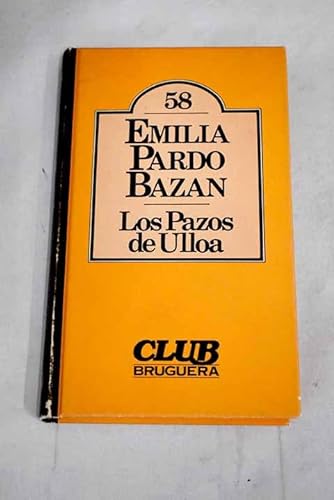 58
EMILIA
PARDO
BAZAN
Los Pazos
de Ulloa
CLUB
BRUGUERA